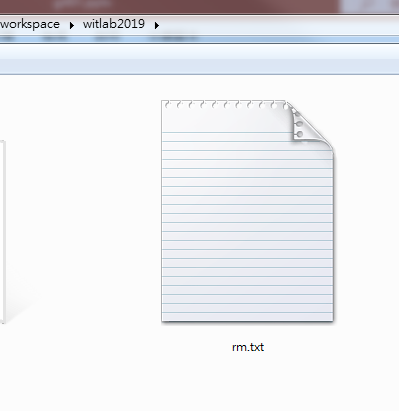 workspace ▸ witlab2019 ▸
rm.txt